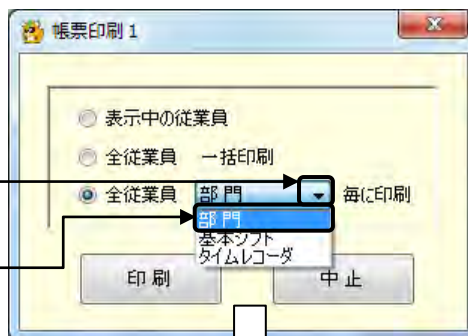 帳票印刷 1
表示中の従業員
全従業員 一括印刷
全従業員 部門 毎に印刷
部門
基本シフト
タイムレコーダ
印刷 中止